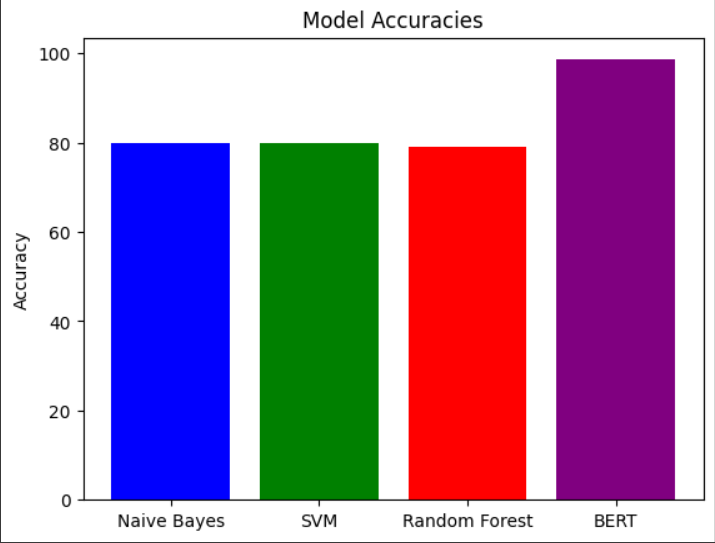 Model Accuracies
Accuracy
100
80
60
40
20
0
Naive Bayes
SVM
Random Forest
BERT